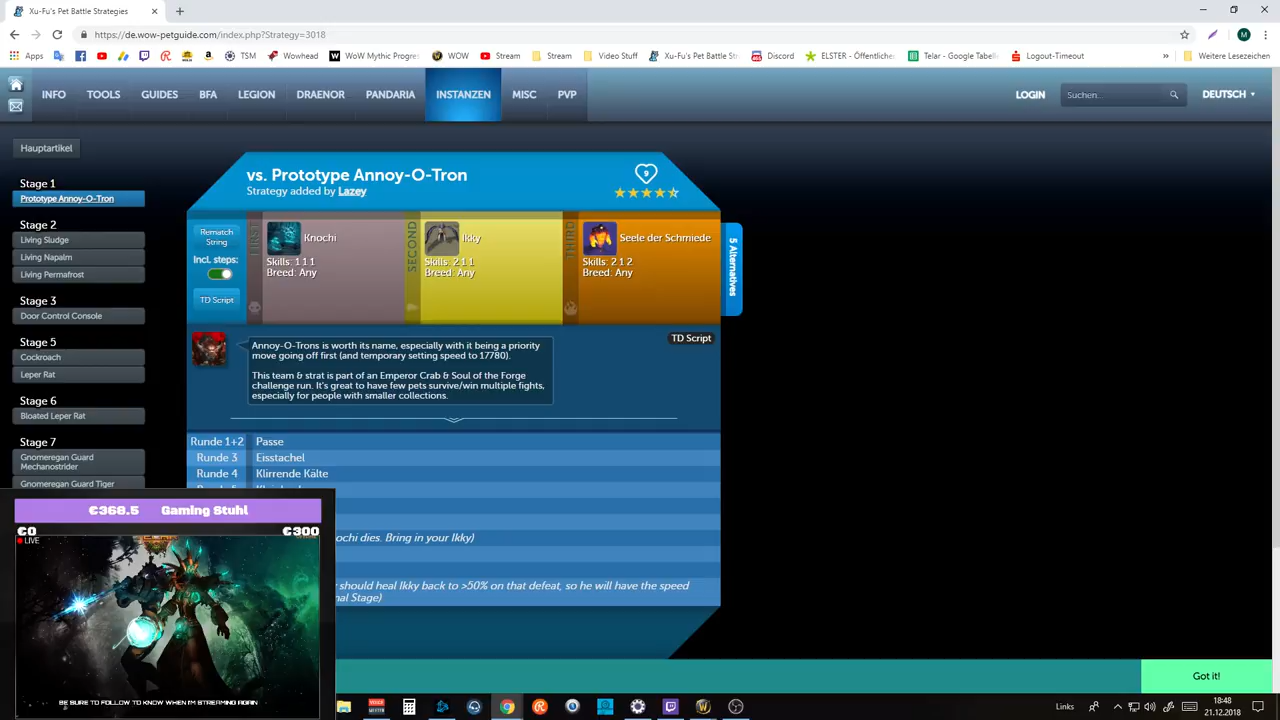 Xu-Fu's Pet Battle Strategies
https://de.wow-petguide.com/index.php?Strategy=3018
Apps
TSM
Wowhead
WoW Mythic Progre
WOW
Stream
Stream
Video Stuff
Xu-Fu's Pet Battle Str
Discord
ELSTER - Öffentlicher
Telar - Google Tabelle
Logout-Timeout
»
Weitere Lesezeichen
INFO
TOOLS
GUIDES
BFA
LEGION
DRAENOR
PANDARIA
INSTANZEN
MISC
PVP
LOGIN
Suchen...
DEUTSCH
Hauptartikel
Stage 1
Prototype Annoy-O-Tron
Stage 2
Living Sludge
Living Napalm
Living Permafrost
Stage 3
Door Control Console
Stage 5
Cockroach
Leper Rat
Stage 6
Bloated Leper Rat
Stage 7
Gnomeregan Guard
Mechanostrider
Gnomeregan Guard Tiger
vs. Prototype Annoy-O-Tron
Strategy added by Lazey
9
Rematch
String
Incl. steps:
TD Script
FIRST
Knochi
Skills: 1 1 1
Breed: Any
SECOND
Ikky
Skills: 2 1 1
Breed: Any
THIRD
Seele der Schmiede
Skills: 2 1 2
Breed: Any
5 Alternatives
TD Script
Annoy-O-Trons is worth its name, especially with it being a priority
move going off first (and temporary setting speed to 17780).
This team & strat is part of an Emperor Crab & Soul of the Forge
challenge run. It's great to have few pets survive/win multiple fights,
especially for people with smaller collections.
Runde 1+2 Passe
Runde 3 Eisstachel
Runde 4 Klirrende Kälte
ochi dies. Bring in your Ikky)
should heal Ikky back to >50% on that defeat, so he will have the speed
nal Stage)
€368.5 Gaming Stuhl
€0 €300
LIVE
BE SURE TO FOLLOW TO KNOW WHEN I'M STREAMING AGAIN
Got it!
Links
18:48
21.12.2018